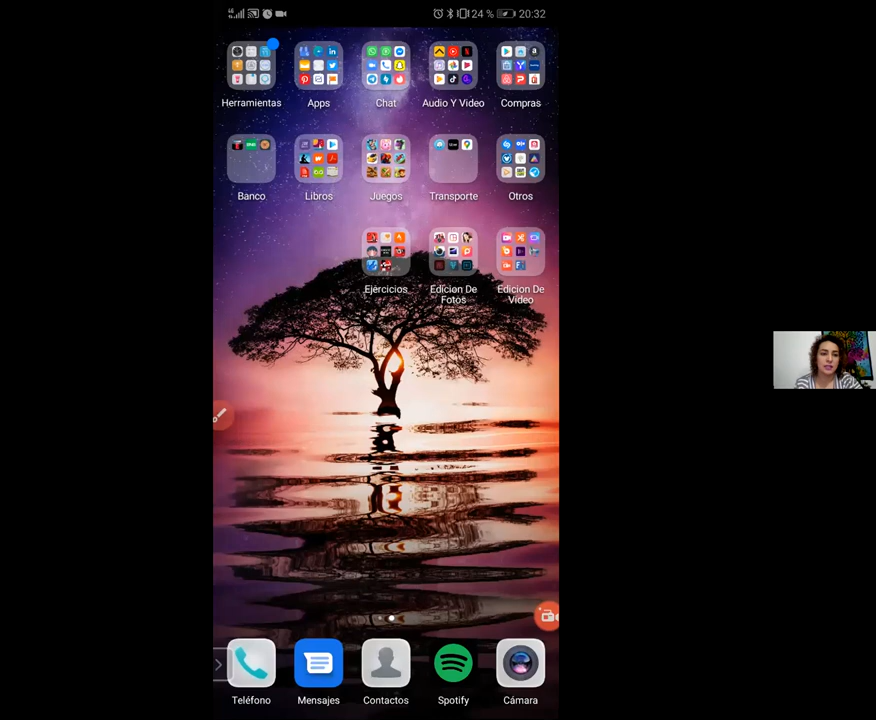 24 % 20:32
Herramientas Apps Chat Audio Y Video Compras
Banco Libros Juegos Transporte Otros
Ejercicios Edicion De Fotos Edicion De Video
Teléfono Mensajes Contactos Spotify Cámara